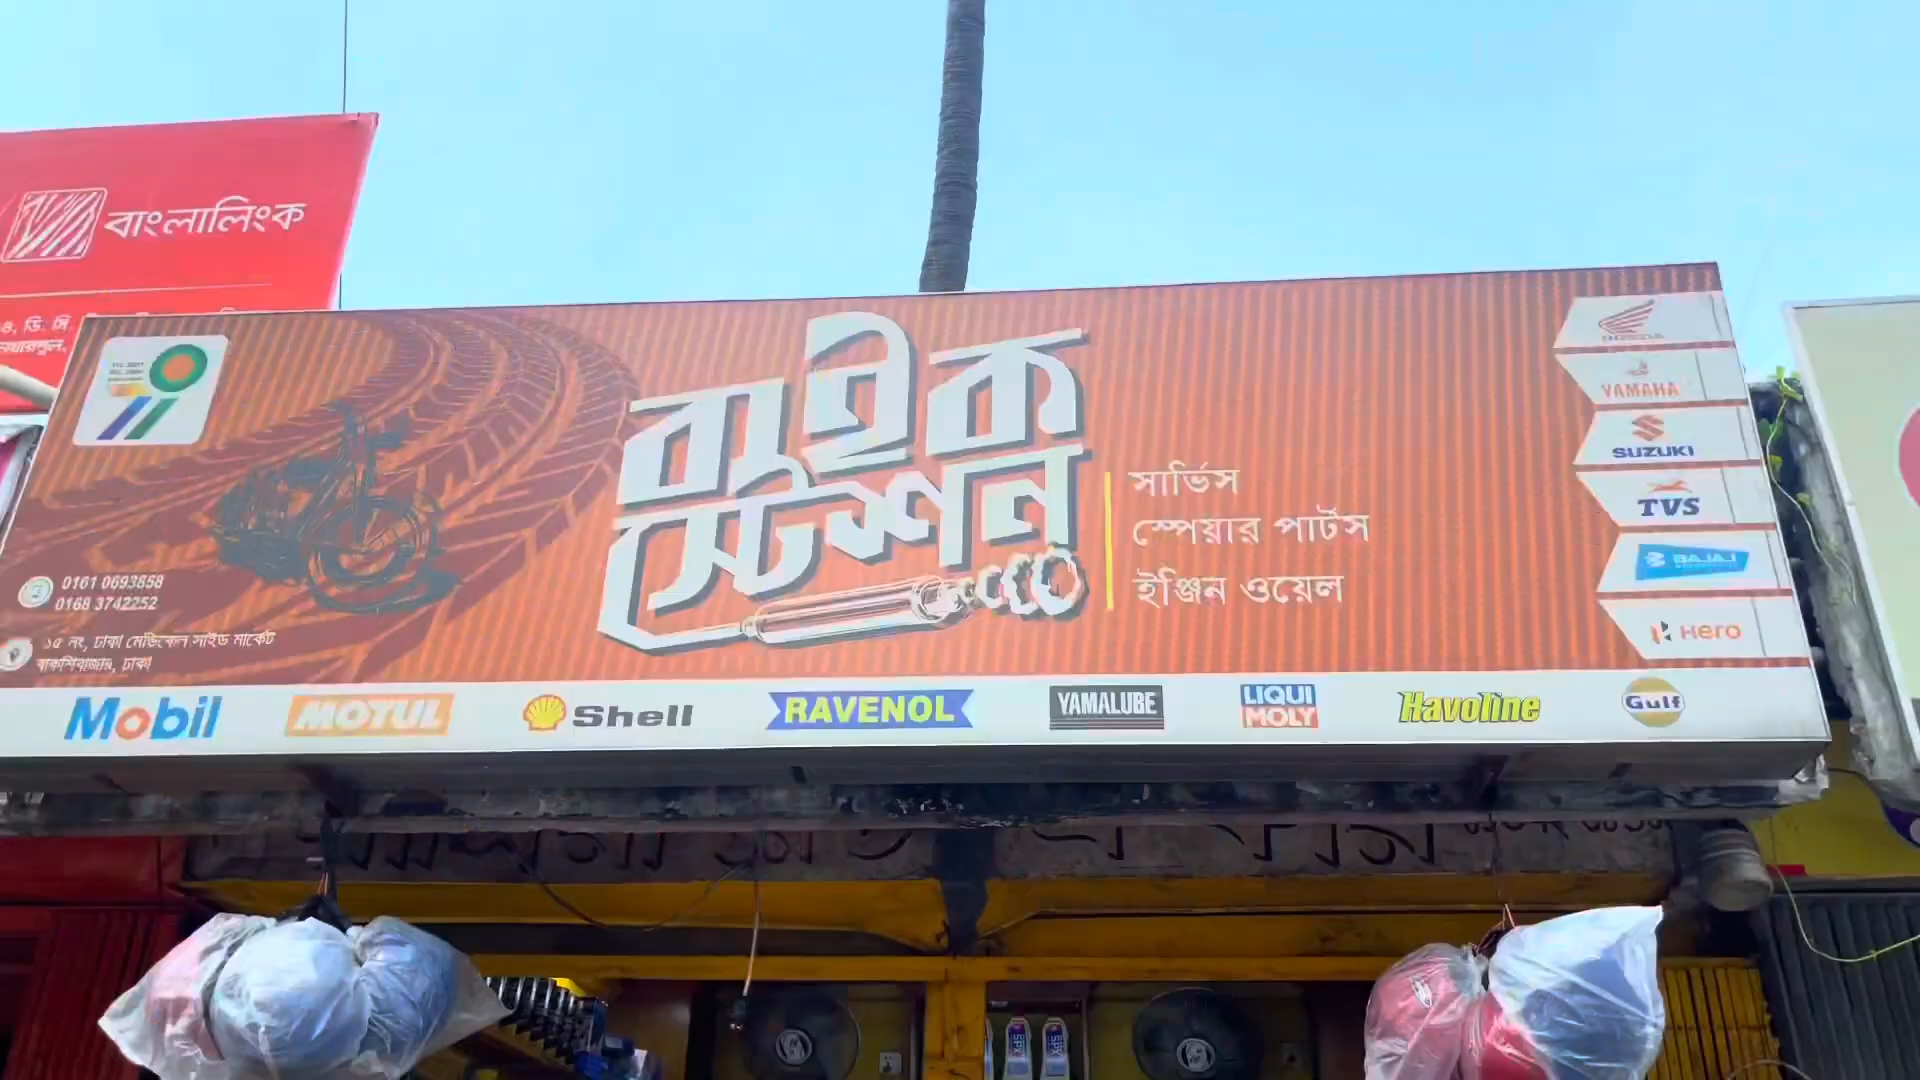 বাংলালিংক
বাইক
স্টেশন
সার্ভিস
স্পেয়ার পার্টস
ইঞ্জিন ওয়েল
0161 0693858
0168 3742252
১৫ নং, ঢাকা মেডিকেল সাইড মার্কেট
বাকশিবাজার, ঢাকা
HONDA
YAMAHA
SUZUKI
TVS
BAJAJ
Hero
Mobil
MOTUL
Shell
RAVENOL
YAMALUBE
LIQUI
MOLY
Havoline
Gulf